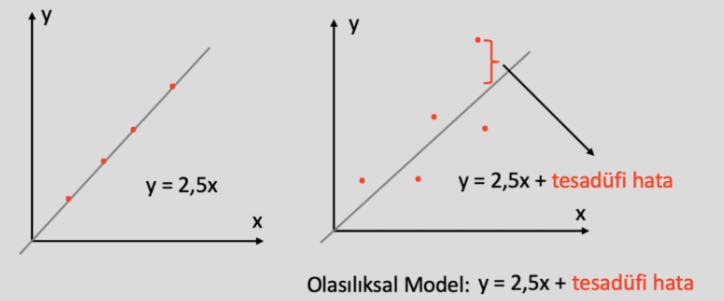 y
y = 2,5x
x
y
y = 2,5x + tesadüfi hata
x
Olasılıksal Model: y = 2,5x + tesadüfi hata